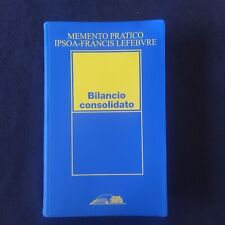 MEMENTO PRATICO
IPSOA-FRANCIS LEFEBVRE
Bilancio
consolidato